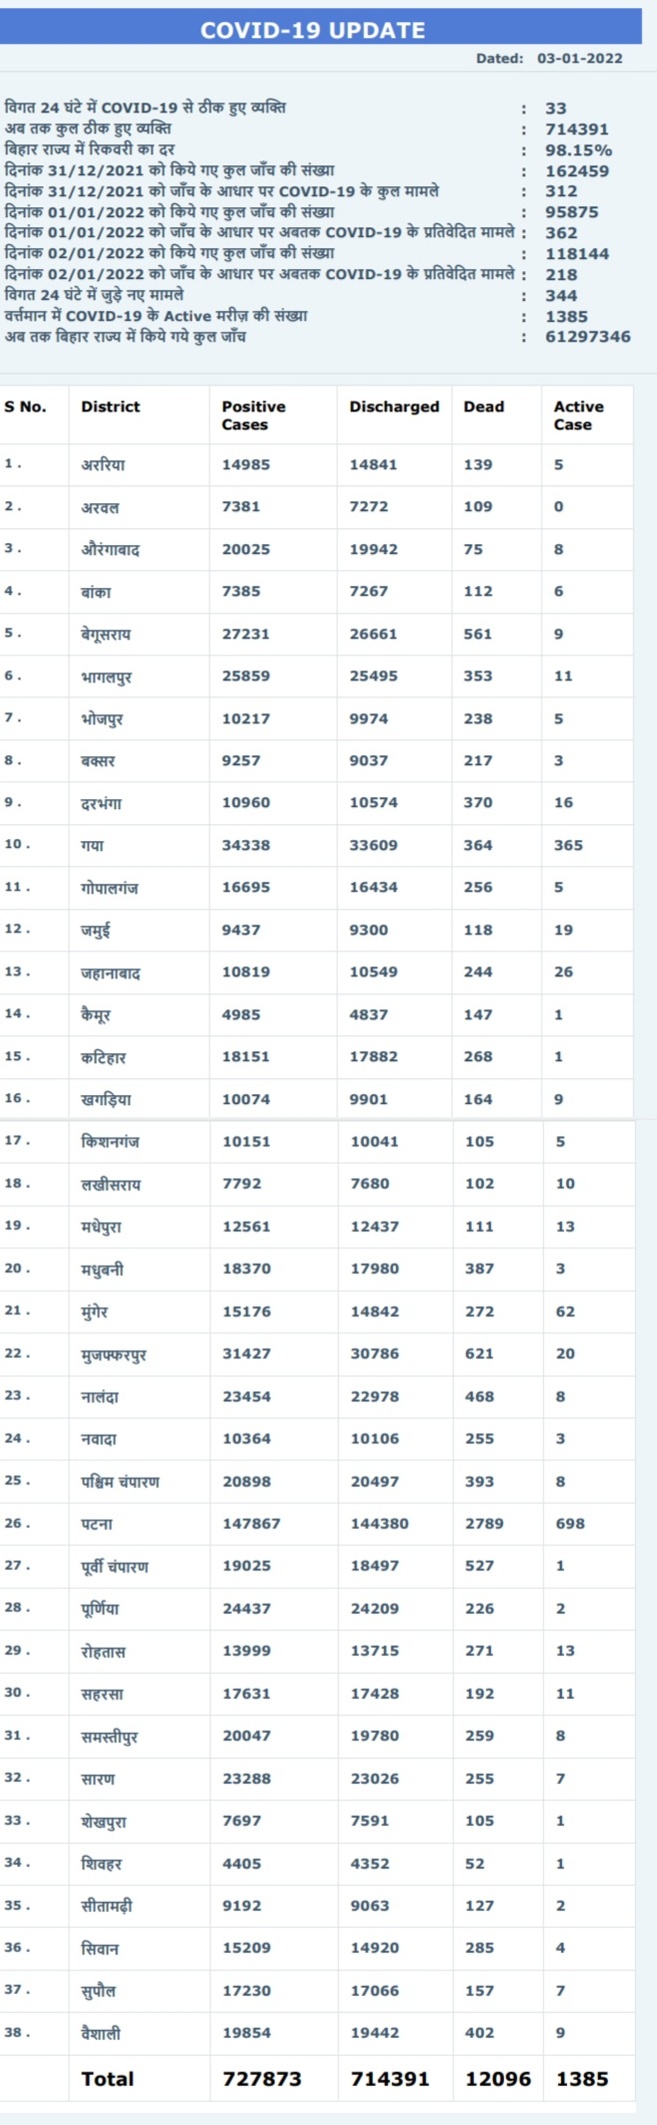 COVID-19 UPDATE
Dated: 03-01-2022
विगत 24 घंटे में COVID-19 से ठीक हुए व्यक्ति : 33
अब तक कुल ठीक हुए व्यक्ति : 714391
बिहार राज्य में रिकवरी का दर : 98.15%
दिनांक 31/12/2021 को किये गए कुल जाँच की संख्या : 162459
दिनांक 31/12/2021 को जाँच के आधार पर COVID-19 के कुल मामले : 312
दिनांक 01/01/2022 को किये गए कुल जाँच की संख्या : 95875
दिनांक 01/01/2022 को जाँच के आधार पर अबतक COVID-19 के प्रतिवेदित मामले : 362
दिनांक 02/01/2022 को किये गए कुल जाँच की संख्या : 118144
दिनांक 02/01/2022 को जाँच के आधार पर अबतक COVID-19 के प्रतिवेदित मामले : 218
विगत 24 घंटे में जुड़े नए मामले : 344
वर्त्तमान में COVID-19 के Active मरीज़ की संख्या : 1385
अब तक बिहार राज्य में किये गये कुल जाँच : 61297346
S No. District Positive Cases Discharged Dead Active Case
1 . अररिया 14985 14841 139 5
2 . अरवल 7381 7272 109 0
3 . औरंगाबाद 20025 19942 75 8
4 . बांका 7385 7267 112 6
5 . बेगूसराय 27231 26661 561 9
6 . भागलपुर 25859 25495 353 11
7 . भोजपुर 10217 9974 238 5
8 . बक्सर 9257 9037 217 3
9 . दरभंगा 10960 10574 370 16
10 . गया 34338 33609 364 365
11 . गोपालगंज 16695 16434 256 5
12 . जमुई 9437 9300 118 19
13 . जहानाबाद 10819 10549 244 26
14 . कैमूर 4985 4837 147 1
15 . कटिहार 18151 17882 268 1
16 . खगड़िया 10074 9901 164 9
17 . किशनगंज 10151 10041 105 5
18 . लखीसराय 7792 7680 102 10
19 . मधेपुरा 12561 12437 111 13
20 . मधुबनी 18370 17980 387 3
21 . मुंगेर 15176 14842 272 62
22 . मुजफ्फरपुर 31427 30786 621 20
23 . नालंदा 23454 22978 468 8
24 . नवादा 10364 10106 255 3
25 . पश्चिम चंपारण 20898 20497 393 8
26 . पटना 147867 144380 2789 698
27 . पूर्वी चंपारण 19025 18497 527 1
28 . पूर्णिया 24437 24209 226 2
29 . रोहतास 13999 13715 271 13
30 . सहरसा 17631 17428 192 11
31 . समस्तीपुर 20047 19780 259 8
32 . सारण 23288 23026 255 7
33 . शेखपुरा 7697 7591 105 1
34 . शिवहर 4405 4352 52 1
35 . सीतामढ़ी 9192 9063 127 2
36 . सिवान 15209 14920 285 4
37 . सुपौल 17230 17066 157 7
38 . वैशाली 19854 19442 402 9
Total 727873 714391 12096 1385